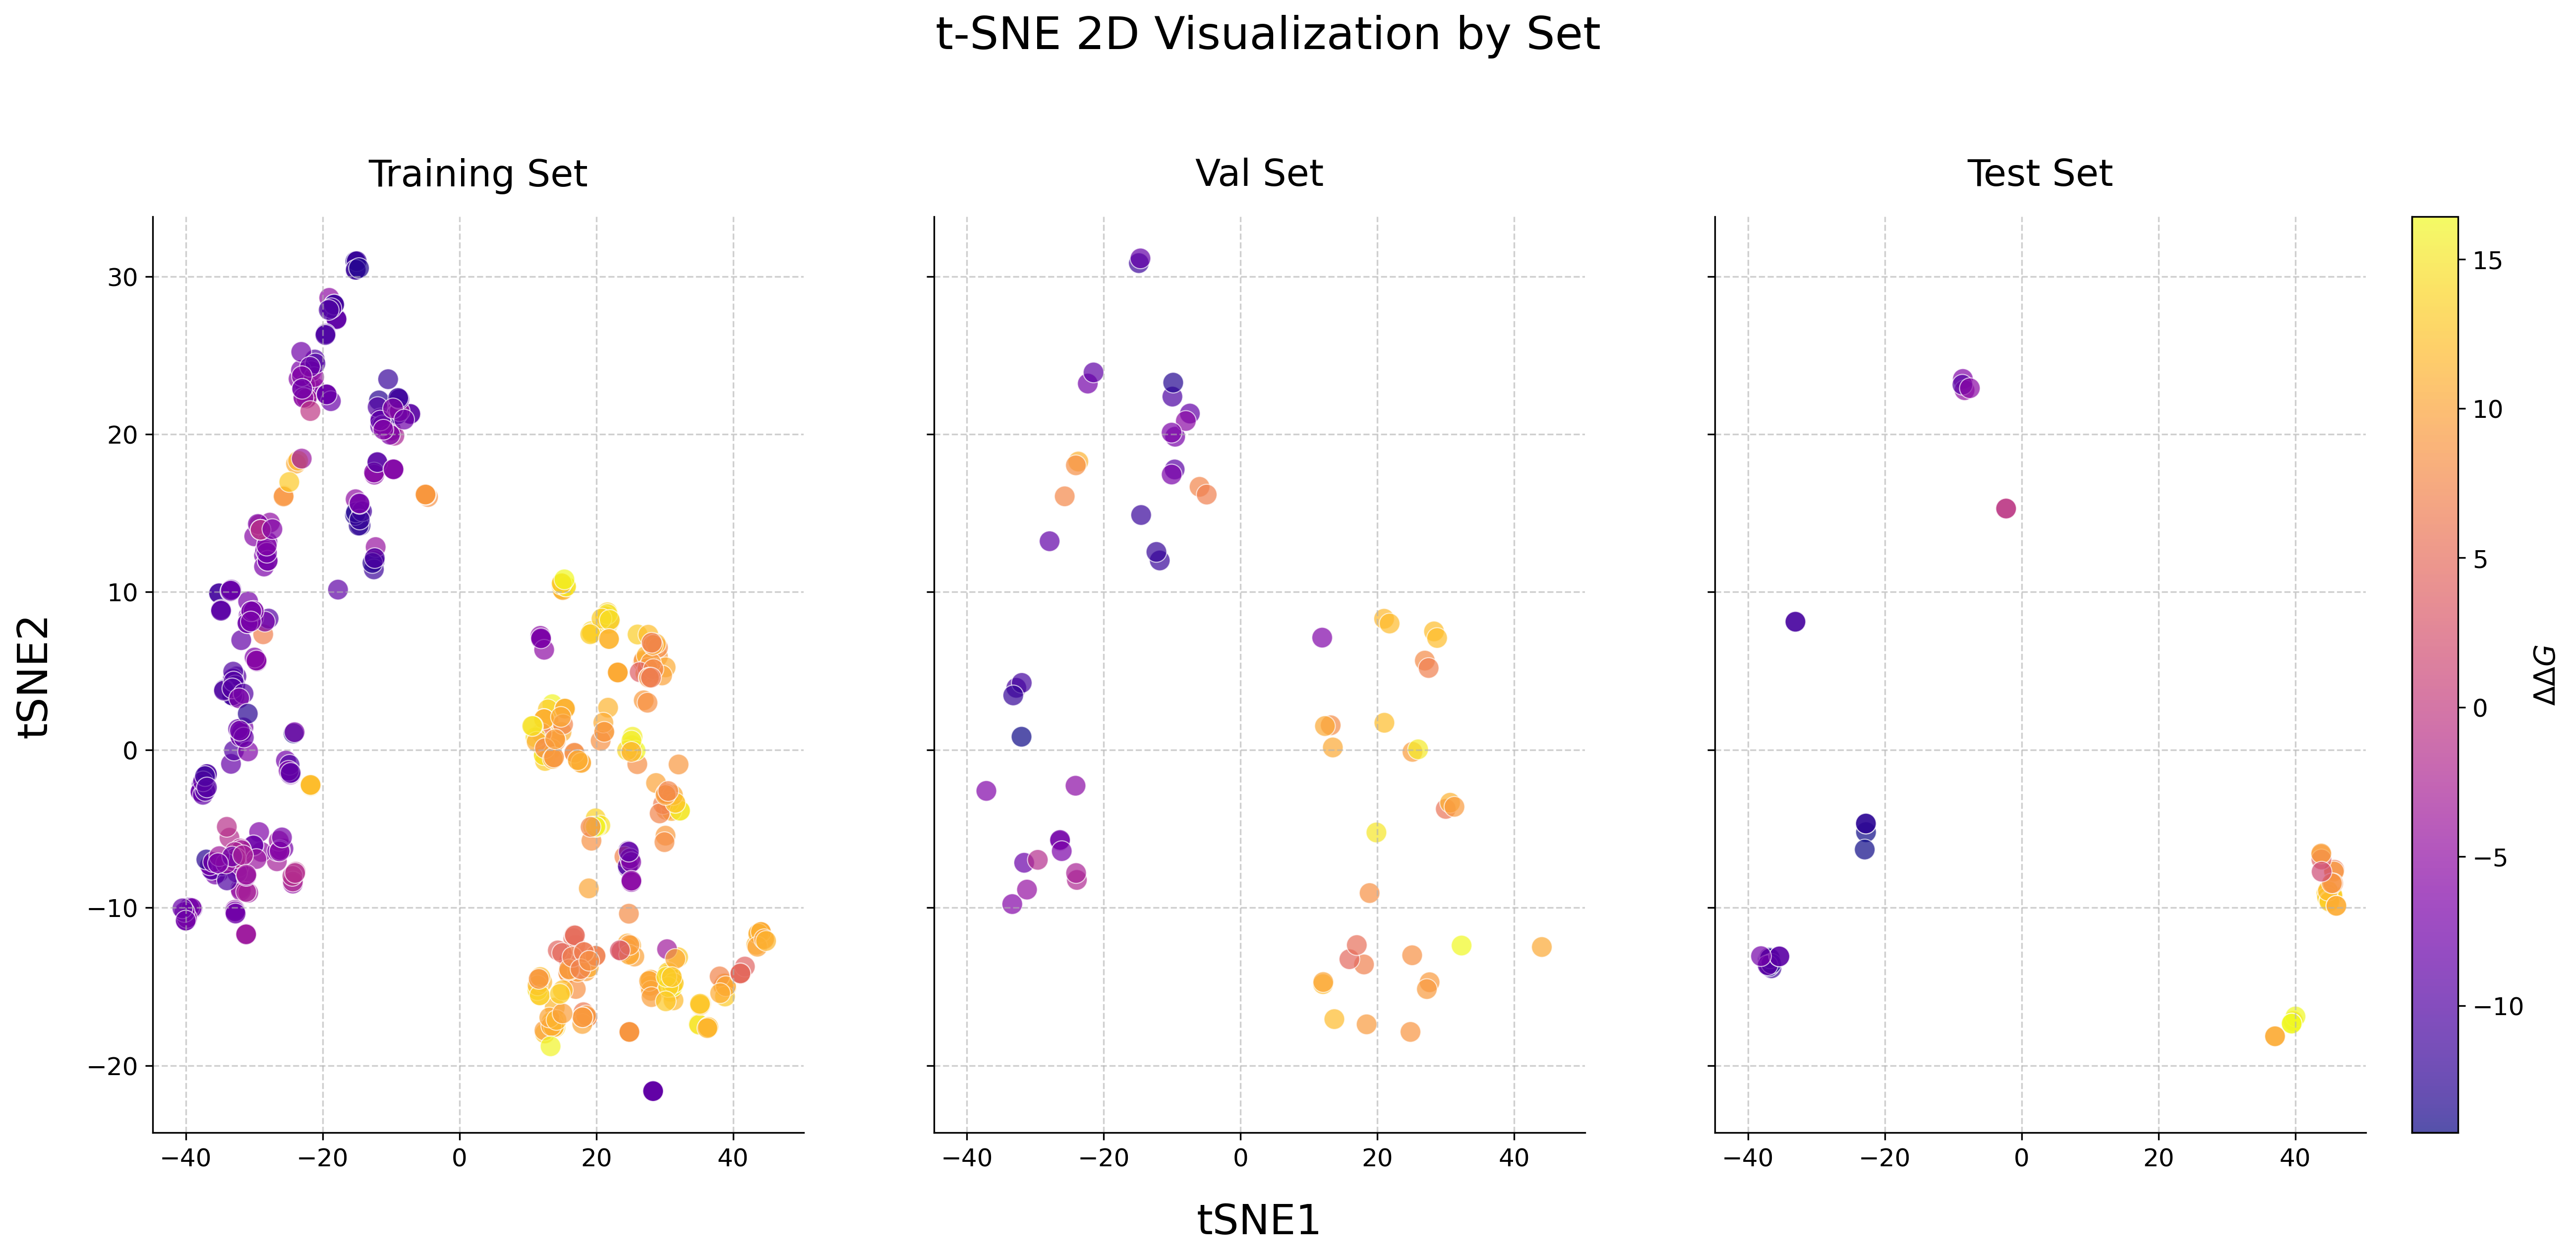 t-SNE 2D Visualization by Set
Training Set
Val Set
Test Set
30
20
10
0
−10
−20
tSNE2
−40 −20 0 20 40
−40 −20 0 20 40
−40 −20 0 20 40
tSNE1
15
10
5
0
−5
−10
ΔΔG